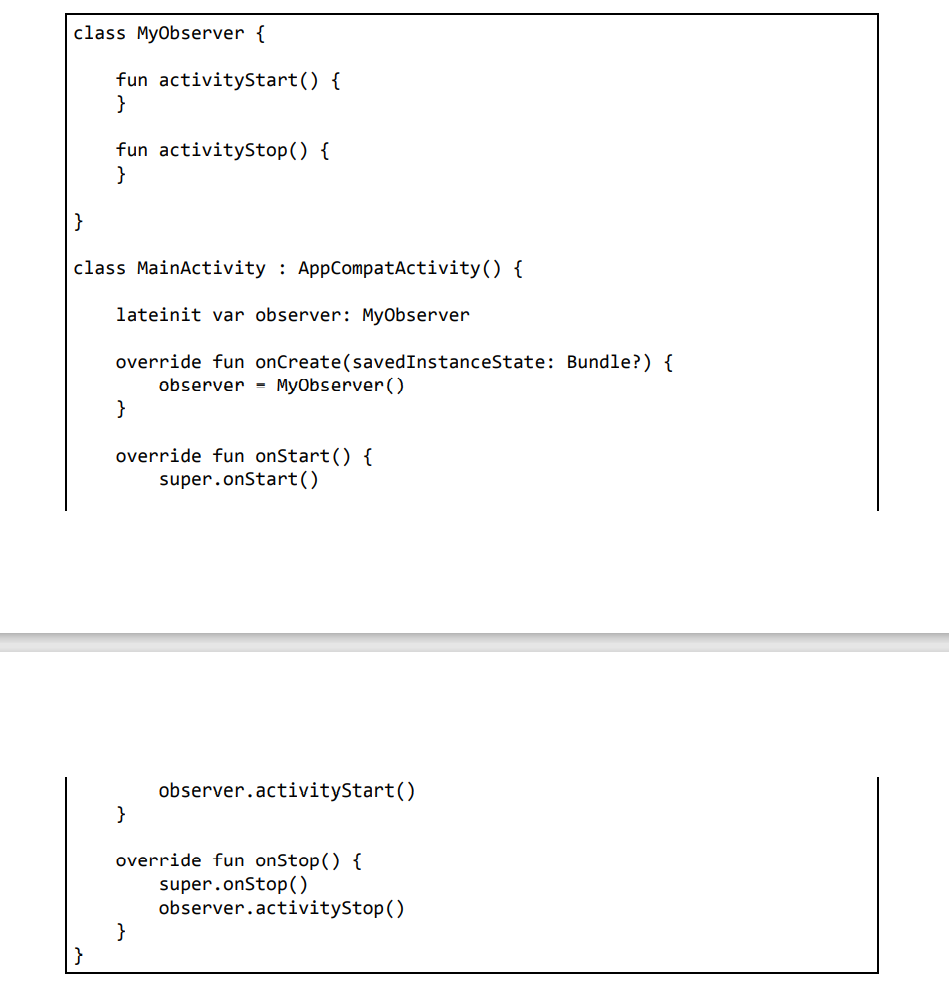 class MyObserver {
fun activityStart() {
}
fun activityStop() {
}
}
class MainActivity : AppCompatActivity() {
lateinit var observer: MyObserver
override fun onCreate(savedInstanceState: Bundle?) {
observer = MyObserver()
}
override fun onStart() {
super.onStart()
observer.activityStart()
}
override fun onStop() {
super.onStop()
observer.activityStop()
}
}